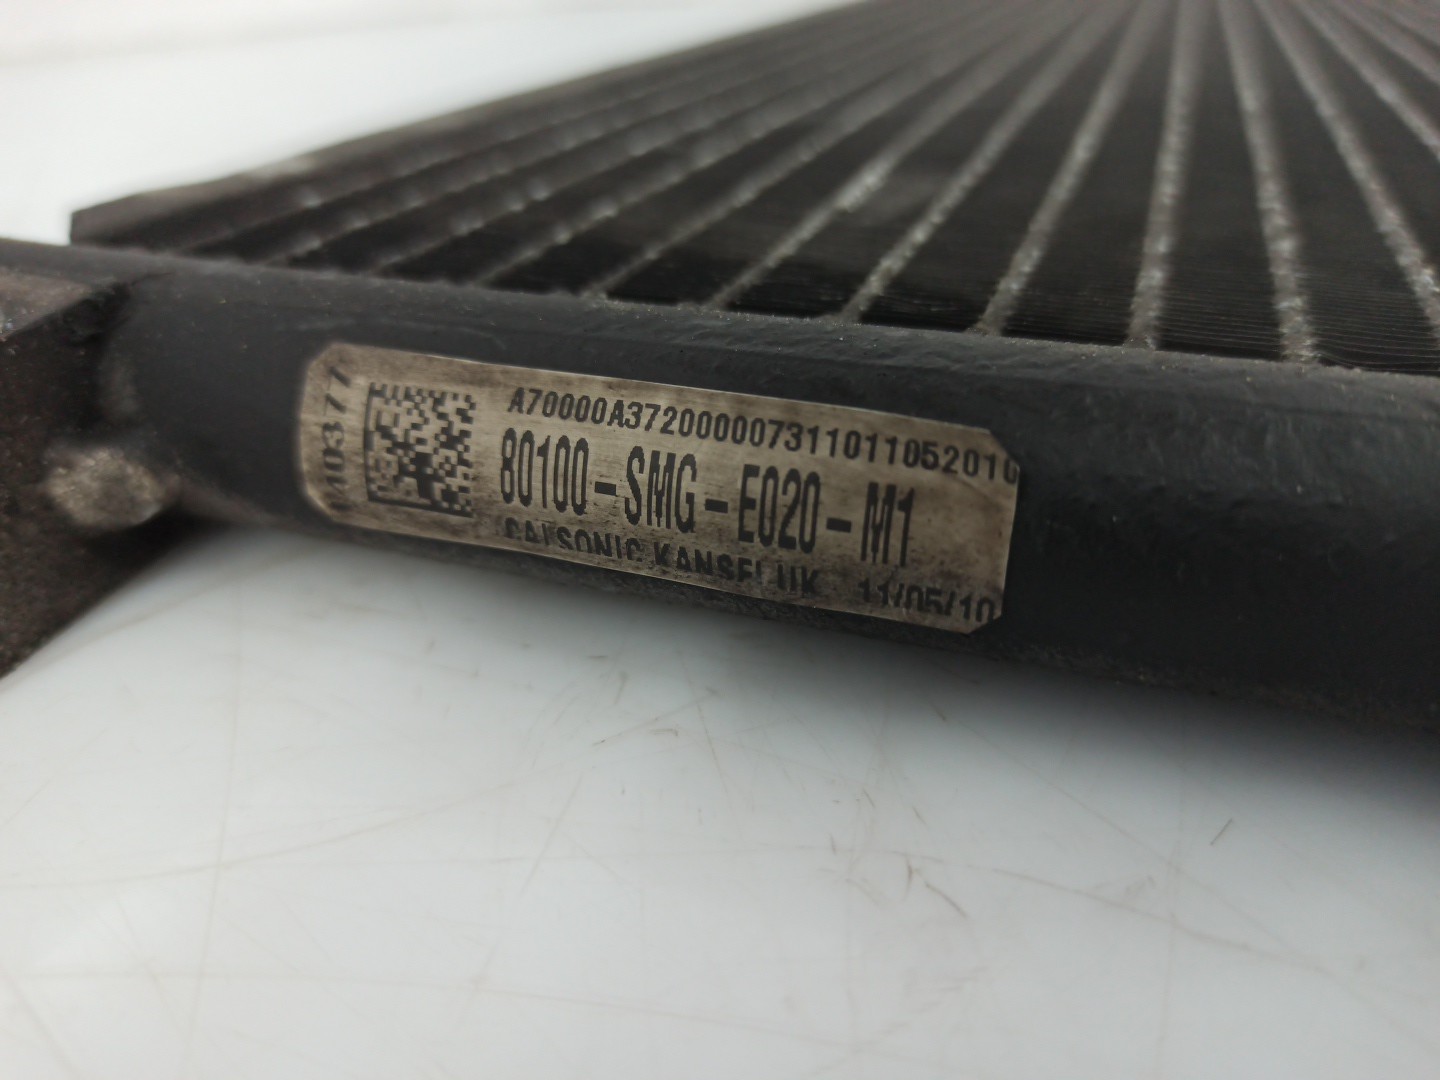 A70000A372000007311011052010
80100-SMG-E020-M1
CALSONIC KANSEI UK 11/05/10